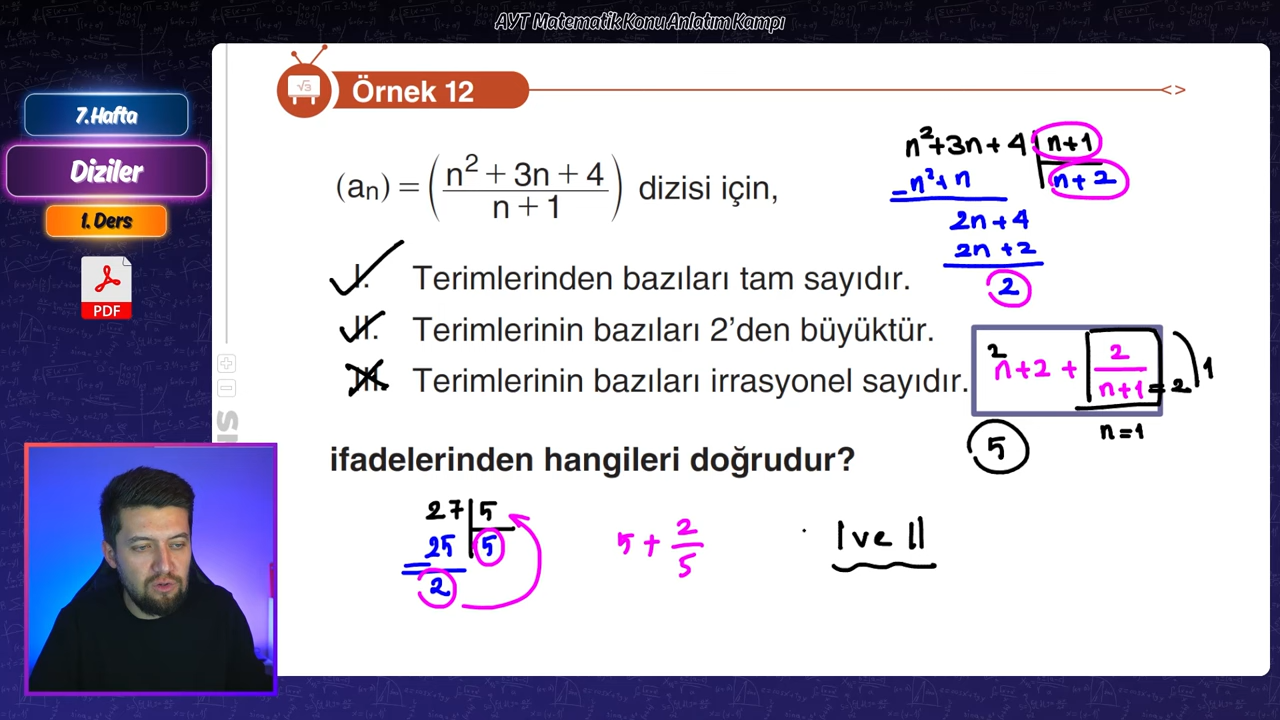 AYT Matematik Konu Anlatım Kampı
7.Hafta
Diziler
1. Ders
PDF
√3
Örnek 12
<>
(aₙ) = ( n² + 3n + 4 / n + 1 ) dizisi için,
I. Terimlerinden bazıları tam sayıdır.
II. Terimlerinin bazıları 2'den büyüktür.
III. Terimlerinin bazıları irrasyonel sayıdır.
ifadelerinden hangileri doğrudur?
n²+3n+4 | n+1
- n²+n | n+2
2n+4
2n+2
2
2
n+2 + 2/n+1 = 2 1
n=1
5
27 | 5
25 | 5
2
5 + 2/5
I ve II